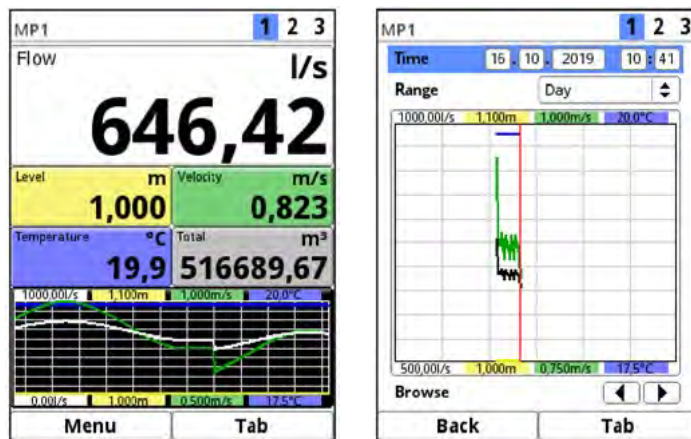 MP1 1 2 3
Flow l/s
646,42
Level m Velocity m/s
1,000 0,823
Temperature °C Total m³
19,9 516689,67
1000,00l/s 1,100m 1,000m/s 20,0°C
0,00l/s 1,000m 0,500m/s 17,5°C
Menu Tab
MP1 1 2 3
Time 16 . 10 . 2019 10 : 41
Range Day
1000,00l/s 1,100m 1,000m/s 20,0°C
500,00l/s 1,000m 0,750m/s 17,5°C
Browse
Back Tab